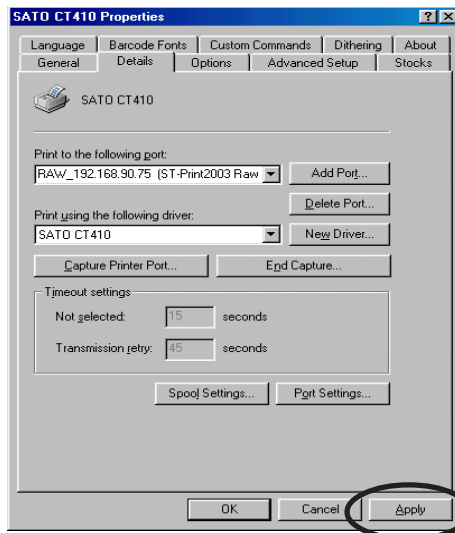 SATO CT410 Properties ? ×
Language Barcode Fonts Custom Commands Dithering About
General Details Options Advanced Setup Stocks
SATO CT410
Print to the following port:
RAW_192.168.90.75 (ST-Print2003 Raw Add Port...
Delete Port...
Print using the following driver:
SATO CT410 New Driver...
Capture Printer Port... End Capture...
Timeout settings
Not selected: 15 seconds
Transmission retry: 45 seconds
Spool Settings... Port Settings...
OK Cancel Apply